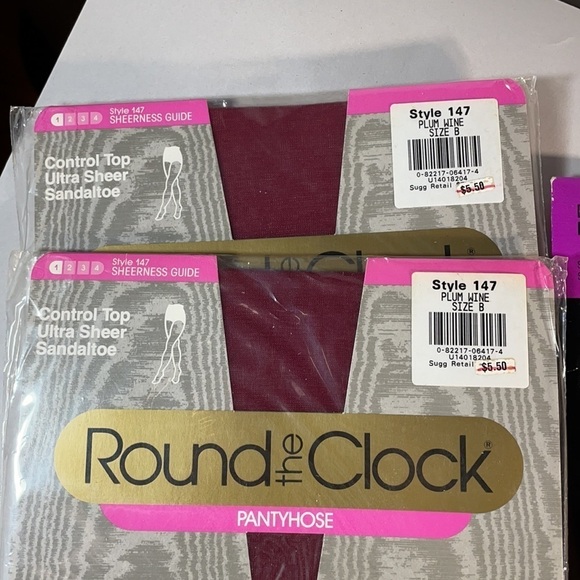 Style 147
1 2 3 4 SHEERNESS GUIDE
Control Top
Ultra Sheer
Sandaltoe
Style 147
PLUM WINE
SIZE B
0-82217-06417-4
U14018204
Sugg Retail $5.50
Round the Clock®
Style 147
1 2 3 4 SHEERNESS GUIDE
Control Top
Ultra Sheer
Sandaltoe
Style 147
PLUM WINE
SIZE B
0-82217-06417-4
U14018204
Sugg Retail $5.50
Round the Clock®
PANTYHOSE